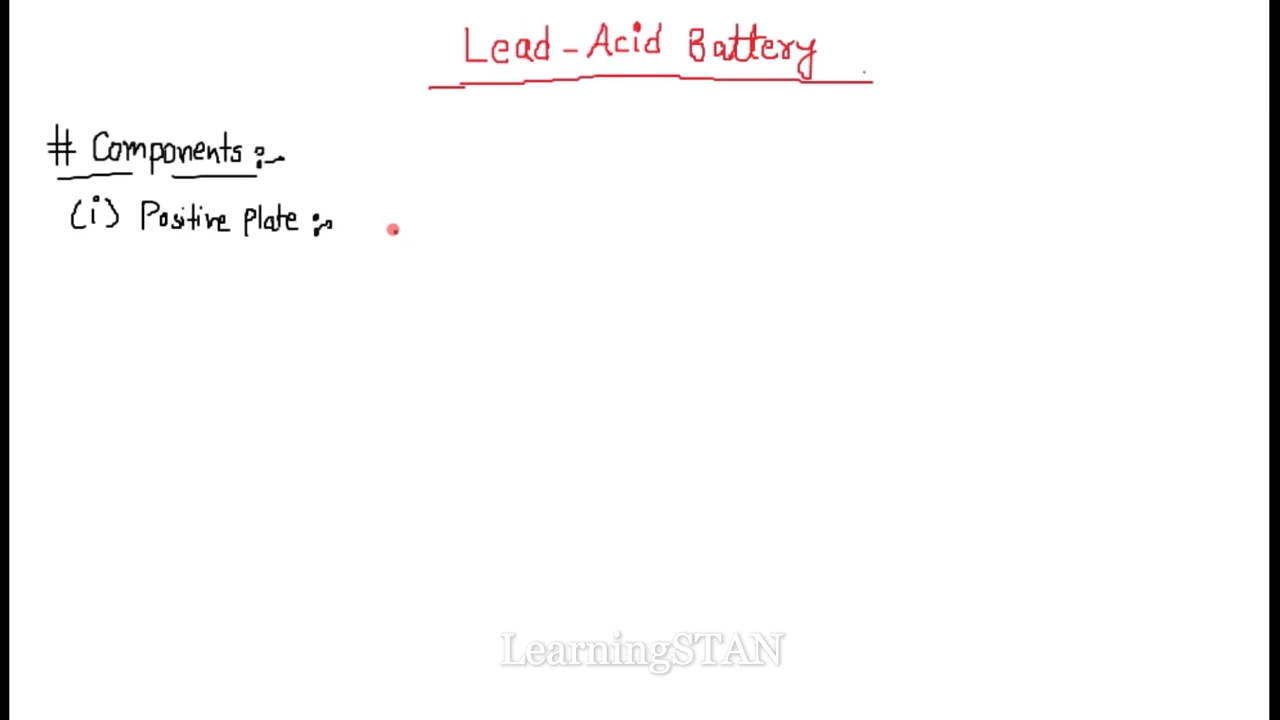 Lead-Acid Battery
# Components :-
(i) Positive Plate :-
LearningSTAN